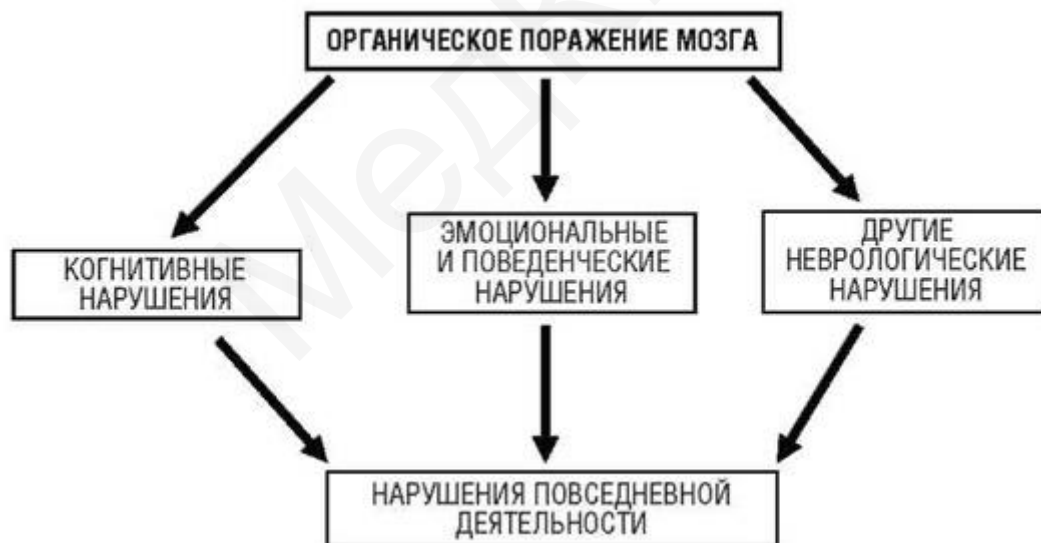 ОРГАНИЧЕСКОЕ ПОРАЖЕНИЕ МОЗГА
КОГНИТИВНЫЕ
НАРУШЕНИЯ
ЭМОЦИОНАЛЬНЫЕ
И ПОВЕДЕНЧЕСКИЕ
НАРУШЕНИЯ
ДРУГИЕ
НЕВРОЛОГИЧЕСКИЕ
НАРУШЕНИЯ
НАРУШЕНИЯ ПОВСЕДНЕВНОЙ
ДЕЯТЕЛЬНОСТИ